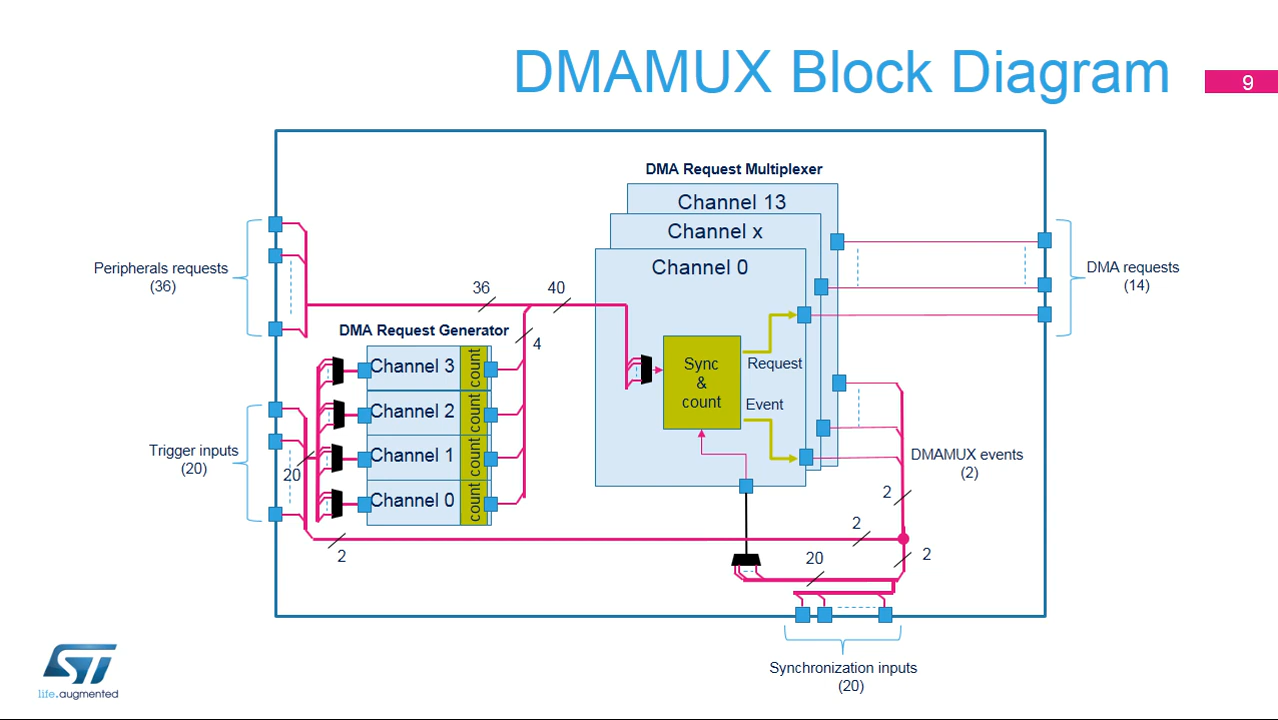 DMAMUX Block Diagram
9
DMA Request Multiplexer
Channel 13
Channel x
Channel 0
Peripherals requests
(36)
DMA requests
(14)
36
40
DMA Request Generator
4
Channel 3
count
Channel 2
count
Channel 1
count
Channel 0
count
Sync
&
count
Request
Event
Trigger inputs
(20)
20
DMAMUX events
(2)
2
2
2
2
20
Synchronization inputs
(20)
ST
life.augmented